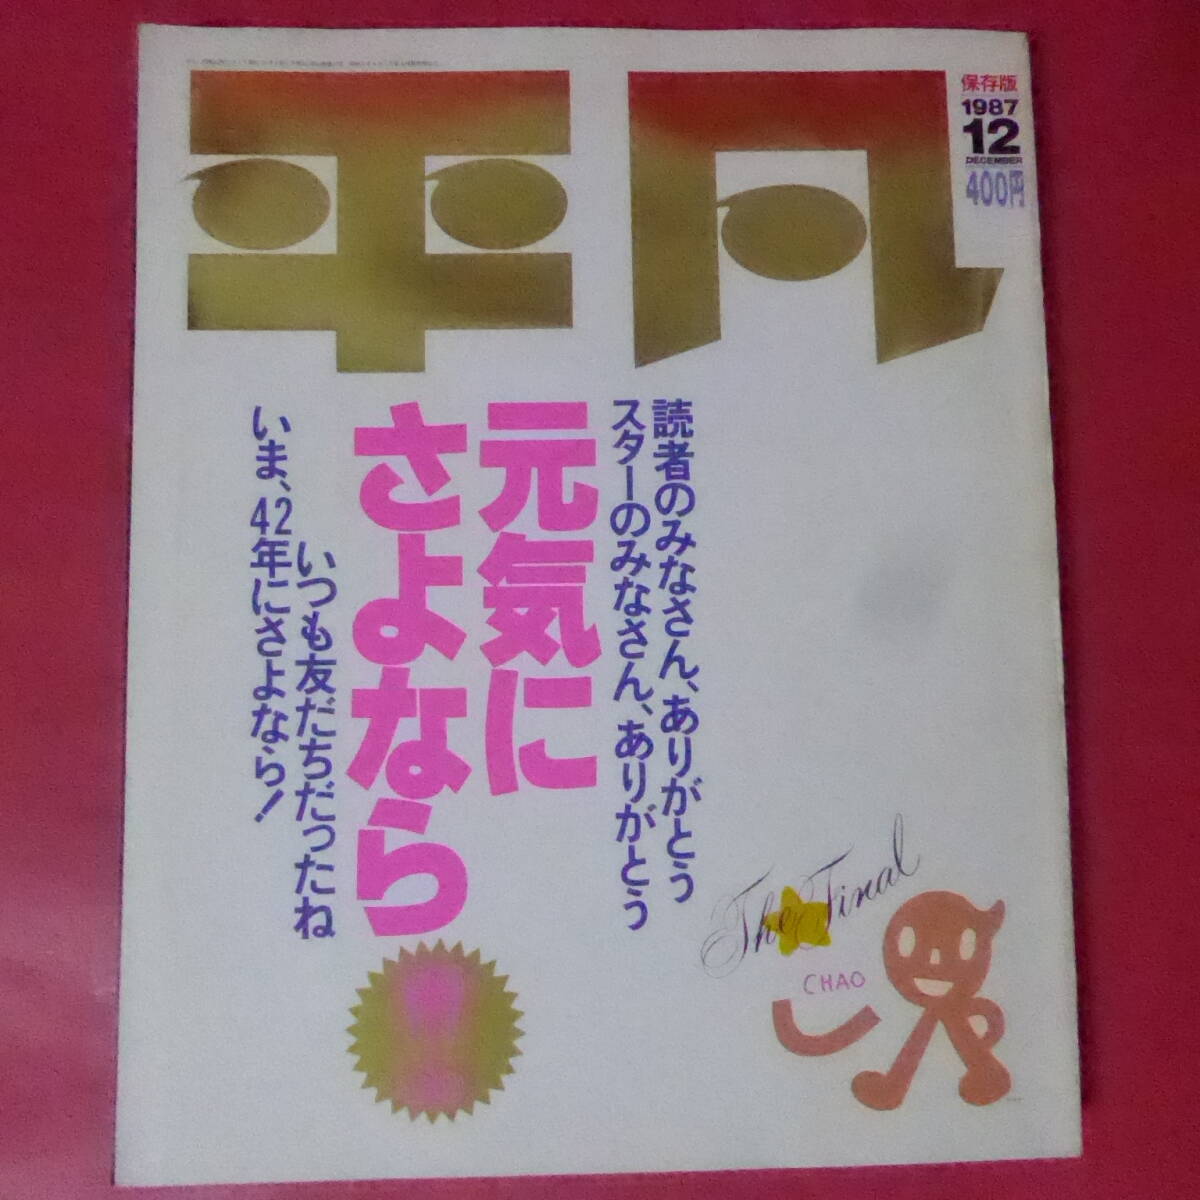 平凡
保存版
1987
12
DECEMBER
400円
読者のみなさん、ありがとう
スターのみなさん、ありがとう
元気に
さよなら
!
いつも友だちだったね
いま、42年にさよなら!
The Final
CHAO